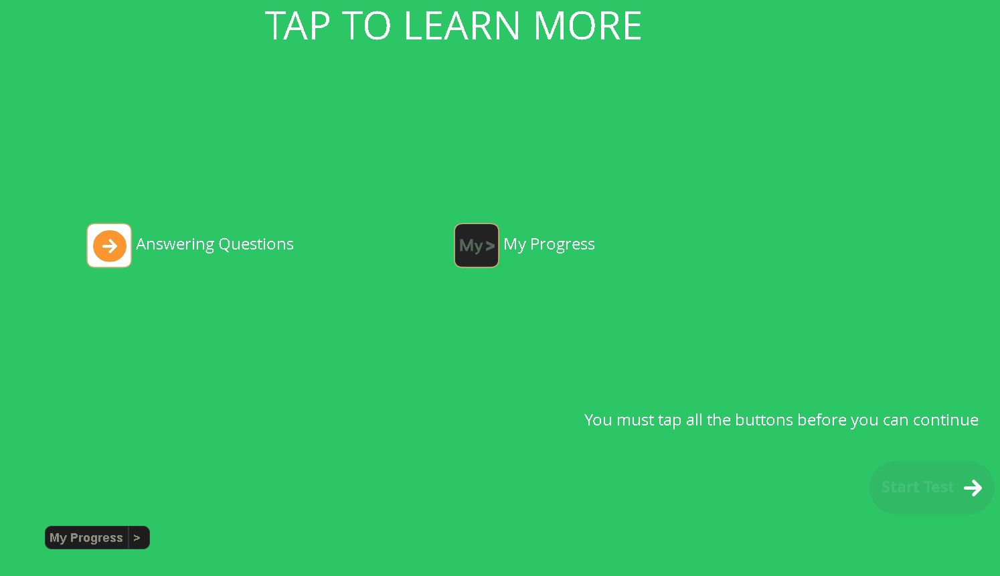 TAP TO LEARN MORE
Answering Questions
My > My Progress
You must tap all the buttons before you can continue
Start Test
My Progress >